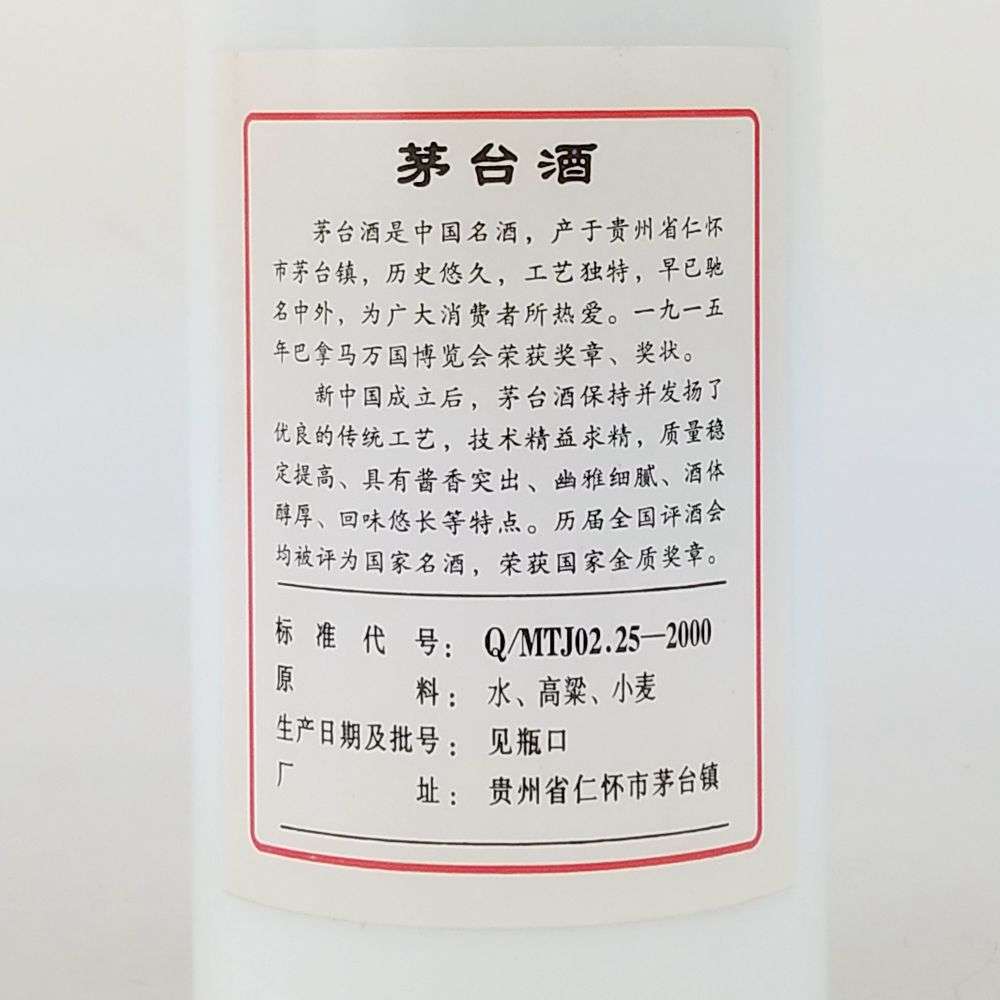 茅台酒
茅台酒是中国名酒，产于贵州省仁怀
市茅台镇，历史悠久，工艺独特，早已驰
名中外，为广大消费者所热爱。一九一五
年巴拿马万国博览会荣获奖章、奖状。
新中国成立后，茅台酒保持并发扬了
优良的传统工艺，技术精益求精，质量稳
定提高、具有酱香突出、幽雅细腻、酒体
醇厚、回味悠长等特点。历届全国评酒会
均被评为国家名酒，荣获国家金质奖章。
标准代号：Q/MTJ02.25—2000
原料：水、高粱、小麦
生产日期及批号：见瓶口
厂址：贵州省仁怀市茅台镇